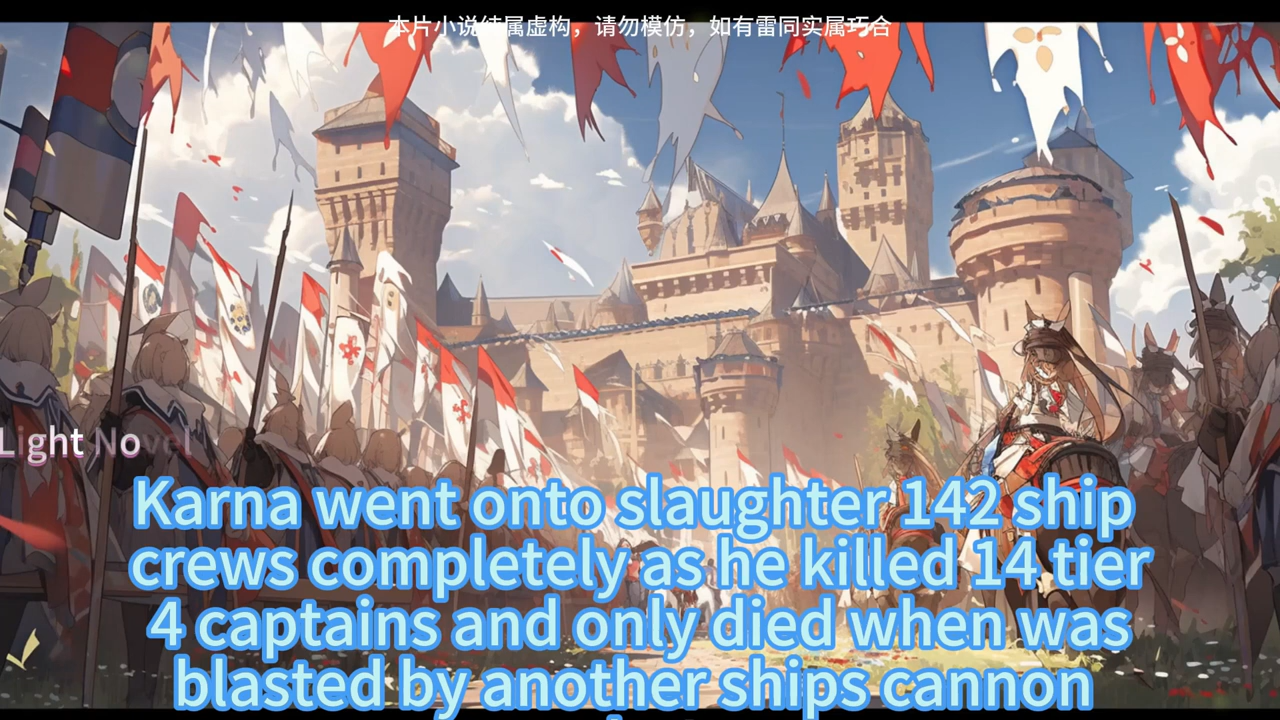 本片小说纯属虚构，请勿模仿，如有雷同实属巧合
Light Novel
Karna went onto slaughter 142 ship
crews completely as he killed 14 tier
4 captains and only died when was
blasted by another ships cannon